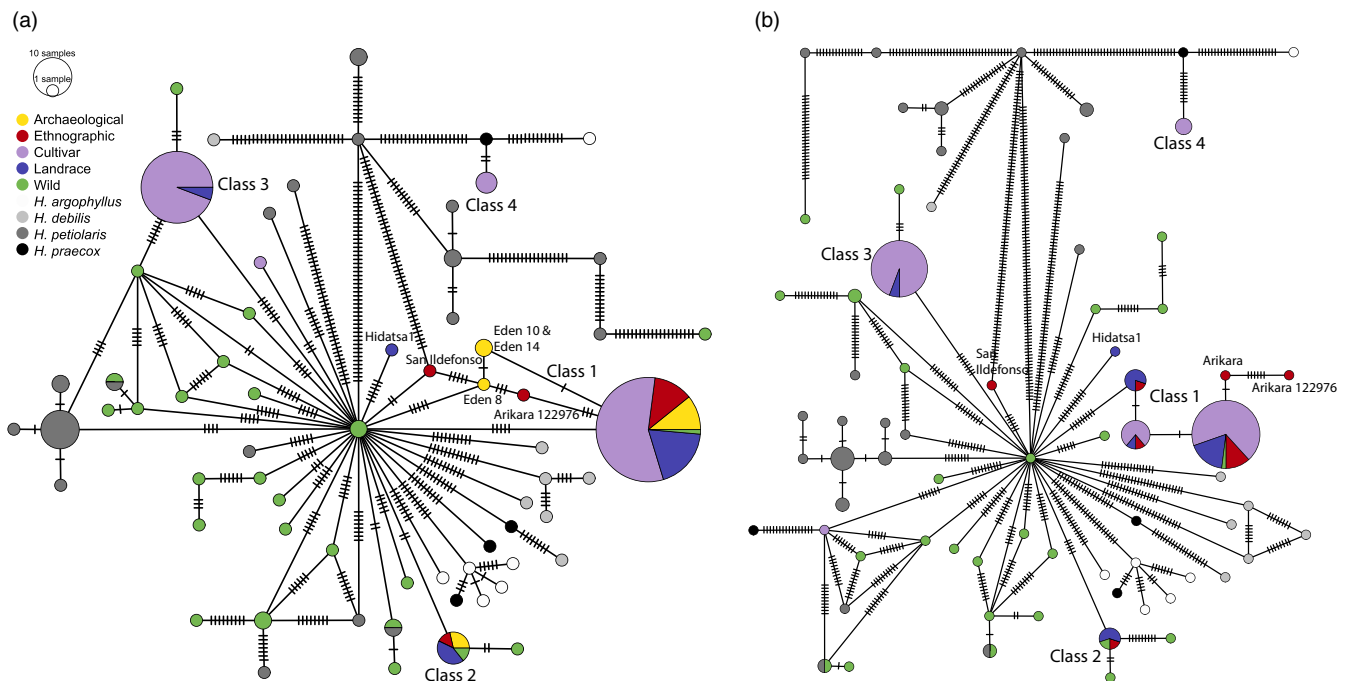 (a)
10 samples
1 sample
Archaeological
Ethnographic
Cultivar
Landrace
Wild
H. argophyllus
H. debilis
H. petiolaris
H. praecox
Class 3
Class 4
Hidatsa1
San Ildefonso
Eden 10 &
Eden 14
Eden 8
Class 1
Arikara 122976
Class 2
(b)
Class 4
Class 3
San
Ildefonso
Hidatsa1
Class 1
Arikara
Arikara 122976
Class 2